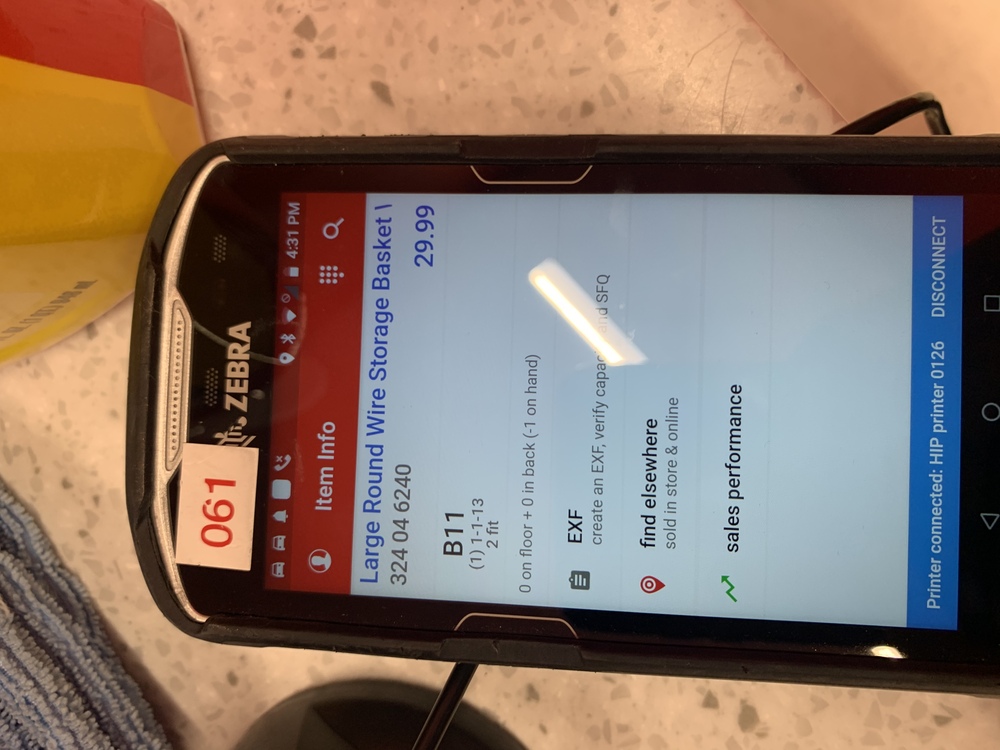 061
ZEBRA
4:31 PM
Item Info
Large Round Wire Storage Basket
324 04 6240
29.99
B11
(1) 1-1-13
2 fit
0 on floor + 0 in back (-1 on hand)
EXF
create an EXF, verify capac and SFQ
find elsewhere
sold in store & online
sales performance
Printer connected: HIP printer 0126 DISCONNECT